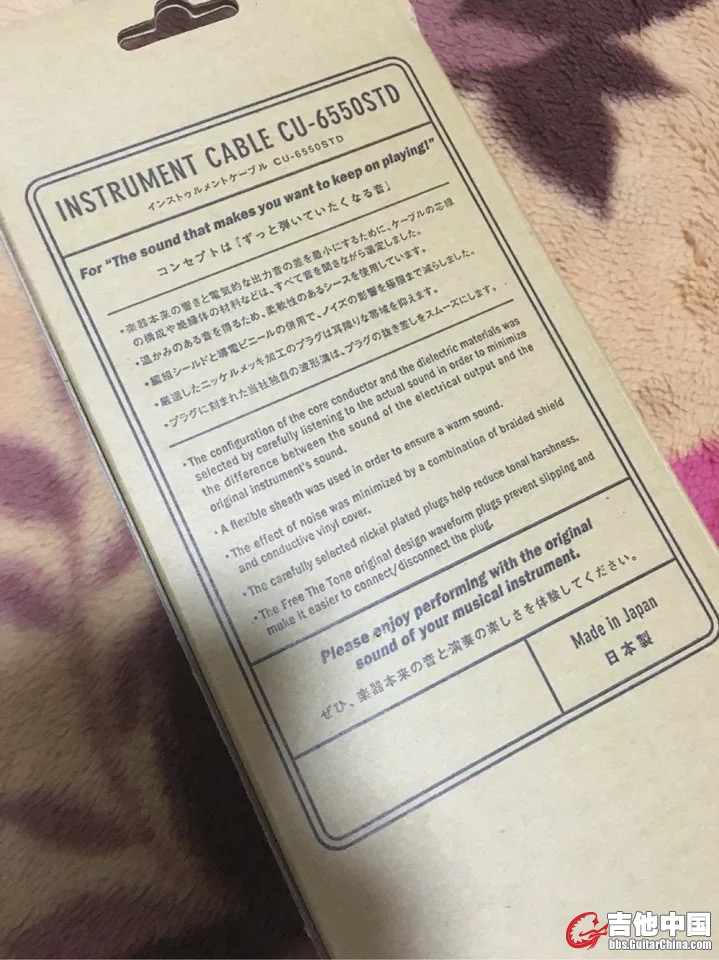 INSTRUMENT CABLE CU-6550STD
インストゥルメントケーブル CU-6550STD
For “The sound that makes you want to keep on playing!”
コンセプトは「ずっと弾いていたくなる音」
・楽器本来の響きと電気的な出力音の差を最小にするために、ケーブルの芯線
の構成や絶縁体の材料などは、すべて音を聞きながら選定しました。
・温かみのある音を得るため、柔軟性のあるシースを使用しています。
・編組シールドと導電ビニールの併用で、ノイズの影響を極限まで減らしました。
・厳選したニッケルメッキ加工のプラグは耳障りな帯域を抑えます。
・プラグに刻まれた当社独自の波形溝は、プラグの抜き差しをスムーズにします。
・The configuration of the core conductor and the dielectric materials was
selected by carefully listening to the actual sound in order to minimize
the difference between the sound of the electrical output and the
original instrument's sound.
・A flexible sheath was used in order to ensure a warm sound.
・The effect of noise was minimized by a combination of braided shield
and conductive vinyl cover.
・The carefully selected nickel plated plugs help reduce tonal harshness.
・The Free The Tone original design waveform plugs prevent slipping and
make it easier to connect/disconnect the plug.
Please enjoy performing with the original
sound of your musical instrument.
ぜひ、楽器本来の音と演奏の楽しさを体験してください。
Made in Japan
日本製
吉他中国
bbs.GuitarChina.com